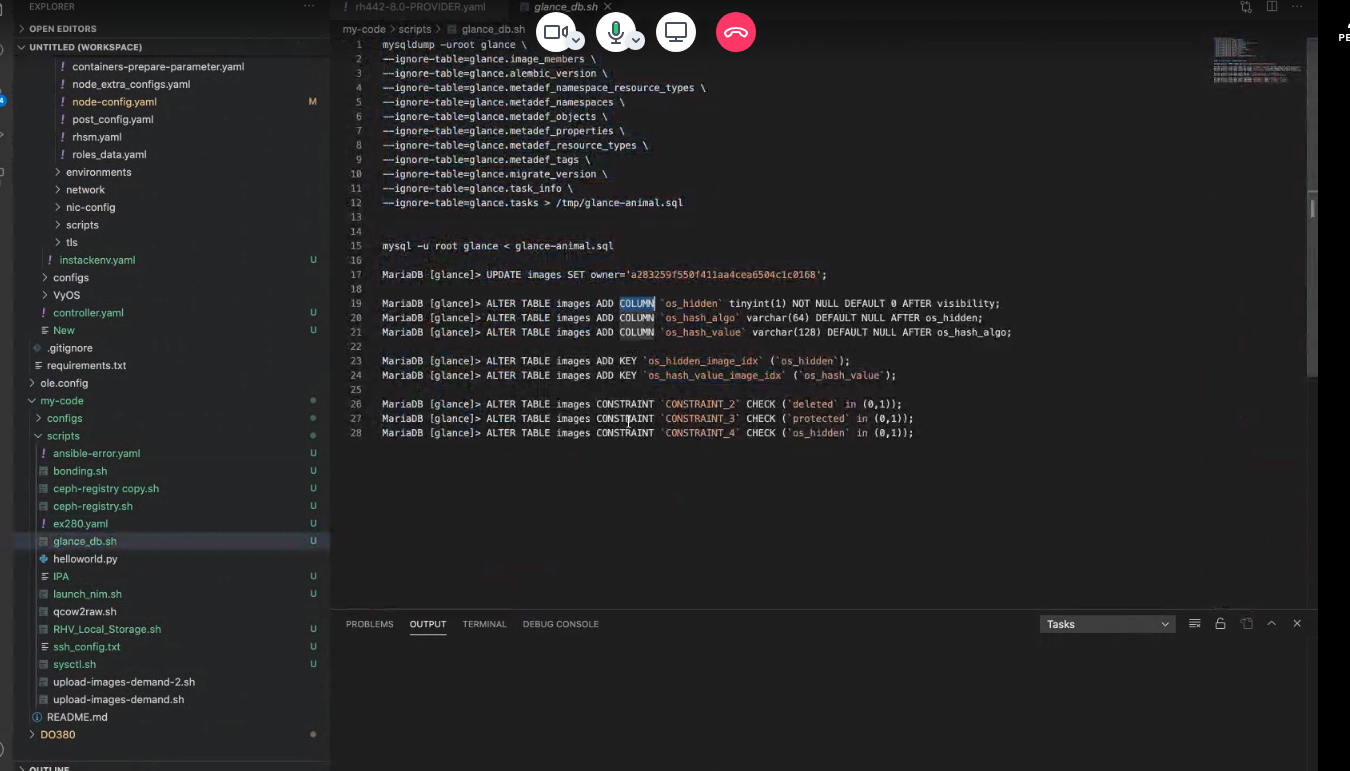 EXPLORER
OPEN EDITORS
UNTITLED (WORKSPACE)
! containers-prepare-parameter.yaml
! node_extra_configs.yaml
! node-config.yaml M
! post_config.yaml
! rhsm.yaml
! roles_data.yaml
environments
network
nic-config
scripts
tls
! instackenv.yaml U
configs
VyOS
controller.yaml U
New U
.gitignore
requirements.txt
ole.config
my-code
configs
scripts
! ansible-error.yaml U
bonding.sh U
ceph-registry copy.sh U
ceph-registry.sh U
! ex280.yaml U
glance_db.sh U
helloworld.py
IPA U
launch_nim.sh U
qcow2raw.sh
RHV_Local_Storage.sh U
ssh_config.txt U
sysctl.sh U
upload-images-demand-2.sh
upload-images-demand.sh
README.md
DO380
OUTLINE
rh442-8.0-PROVIDER.yaml glance_db.sh
my-code > scripts > glance_db.sh
1 mysqldump -uroot glance \
2 --ignore-table=glance.image_members \
3 --ignore-table=glance.alembic_version \
4 --ignore-table=glance.metadef_namespace_resource_types \
5 --ignore-table=glance.metadef_namespaces \
6 --ignore-table=glance.metadef_objects \
7 --ignore-table=glance.metadef_properties \
8 --ignore-table=glance.metadef_resource_types \
9 --ignore-table=glance.metadef_tags \
10 --ignore-table=glance.migrate_version \
11 --ignore-table=glance.task_info \
12 --ignore-table=glance.tasks > /tmp/glance-animal.sql
13
14
15 mysql -u root glance < glance-animal.sql
16
17 MariaDB [glance]> UPDATE images SET owner='a283259f550f411aa4cea6504c1c0168';
18
19 MariaDB [glance]> ALTER TABLE images ADD COLUMN `os_hidden` tinyint(1) NOT NULL DEFAULT 0 AFTER visibility;
20 MariaDB [glance]> ALTER TABLE images ADD COLUMN `os_hash_algo` varchar(64) DEFAULT NULL AFTER os_hidden;
21 MariaDB [glance]> ALTER TABLE images ADD COLUMN `os_hash_value` varchar(128) DEFAULT NULL AFTER os_hash_algo;
22
23 MariaDB [glance]> ALTER TABLE images ADD KEY `os_hidden_image_idx` (`os_hidden`);
24 MariaDB [glance]> ALTER TABLE images ADD KEY `os_hash_value_image_idx` (`os_hash_value`);
25
26 MariaDB [glance]> ALTER TABLE images CONSTRAINT `CONSTRAINT_2` CHECK (`deleted` in (0,1));
27 MariaDB [glance]> ALTER TABLE images CONSTRAINT `CONSTRAINT_3` CHECK (`protected` in (0,1));
28 MariaDB [glance]> ALTER TABLE images CONSTRAINT `CONSTRAINT_4` CHECK (`os_hidden` in (0,1));
PROBLEMS OUTPUT TERMINAL DEBUG CONSOLE Tasks